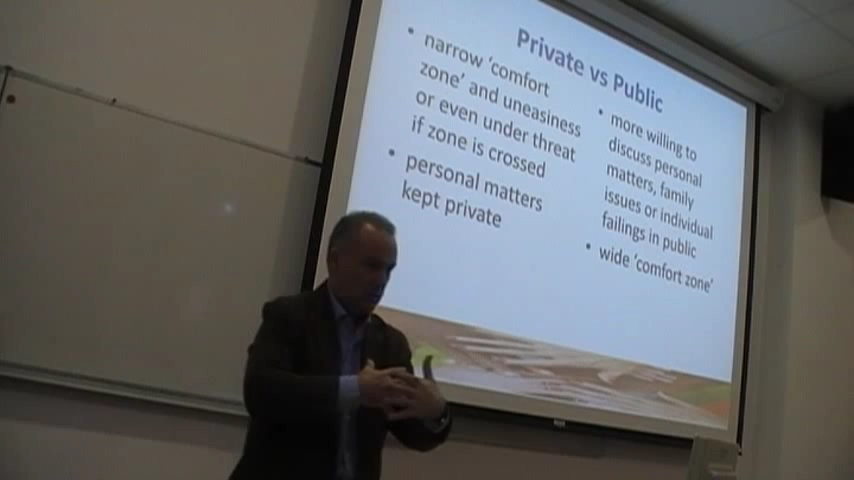 Private vs Public
• narrow ‘comfort
zone’ and uneasiness
or even under threat
if zone is crossed
• personal matters
kept private
• more willing to
discuss personal
matters, family
issues or individual
failings in public
• wide ‘comfort zone’